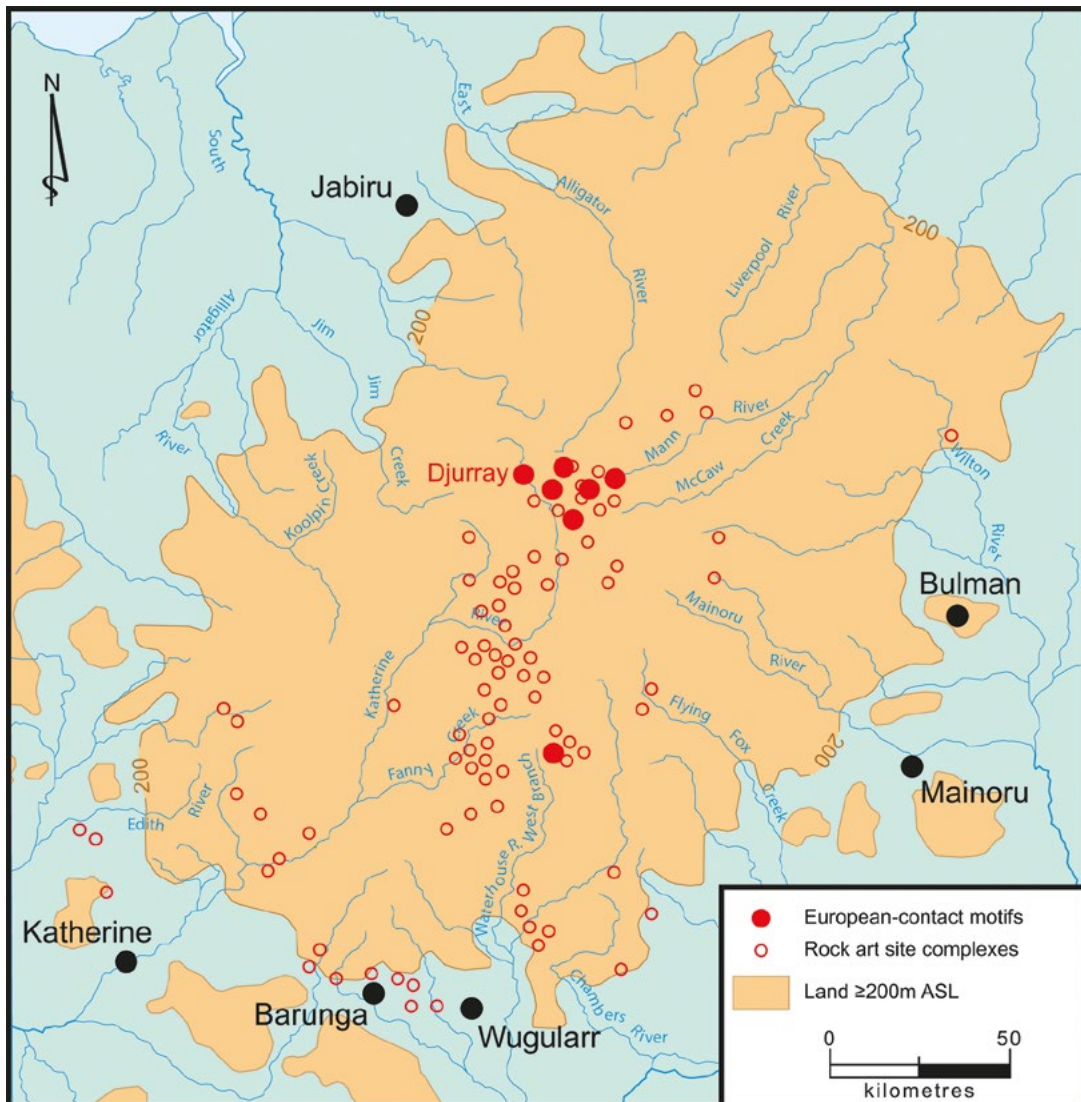 N
South
East
Alligator
River
Jabiru
Liverpool
River
200
Alligator
River
Jim
Jim
Creek
200
Mann
River
McCaw
Creek
Djurray
Koolpin Creek
Wilton
River
Bulman
Mainoru
River
River
Katherine
Flying
Fox
Creek
Fanny
Creek
200
Mainoru
200
Edith
River
Waterhouse R. West Branch
Katherine
Barunga
Wugularr
Chambers
River
European-contact motifs
Rock art site complexes
Land ≥200m ASL
0
50
kilometres